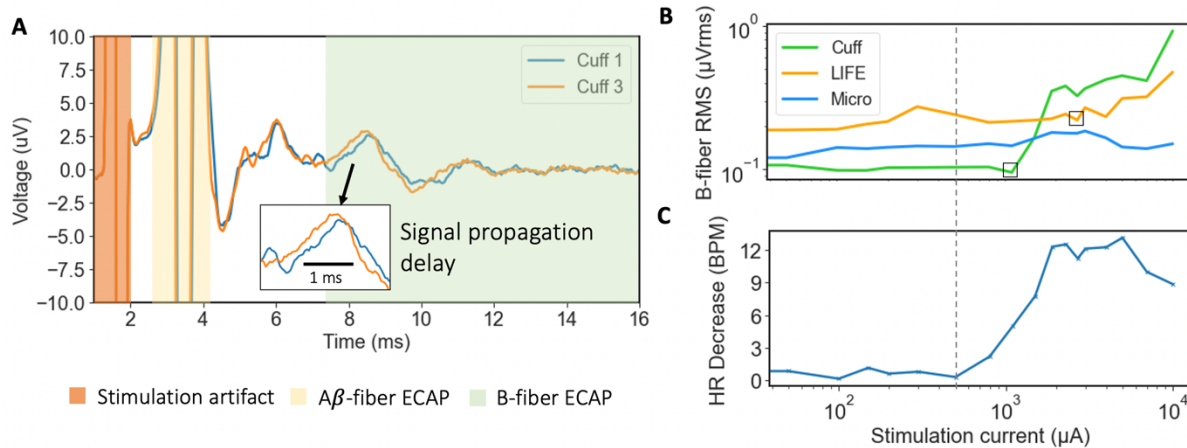 A
Voltage (uV)
10.0
7.5
5.0
2.5
0.0
−2.5
−5.0
−7.5
−10.0
Cuff 1
Cuff 3
Signal propagation
delay
1 ms
2 4 6 8 10 12 14 16
Time (ms)
Stimulation artifact Aβ-fiber ECAP B-fiber ECAP
B
B-fiber RMS (μVrms)
10⁰
10⁻¹
Cuff
LIFE
Micro
C
HR Decrease (BPM)
12
9
6
3
0
10² 10³ 10⁴
Stimulation current (μA)